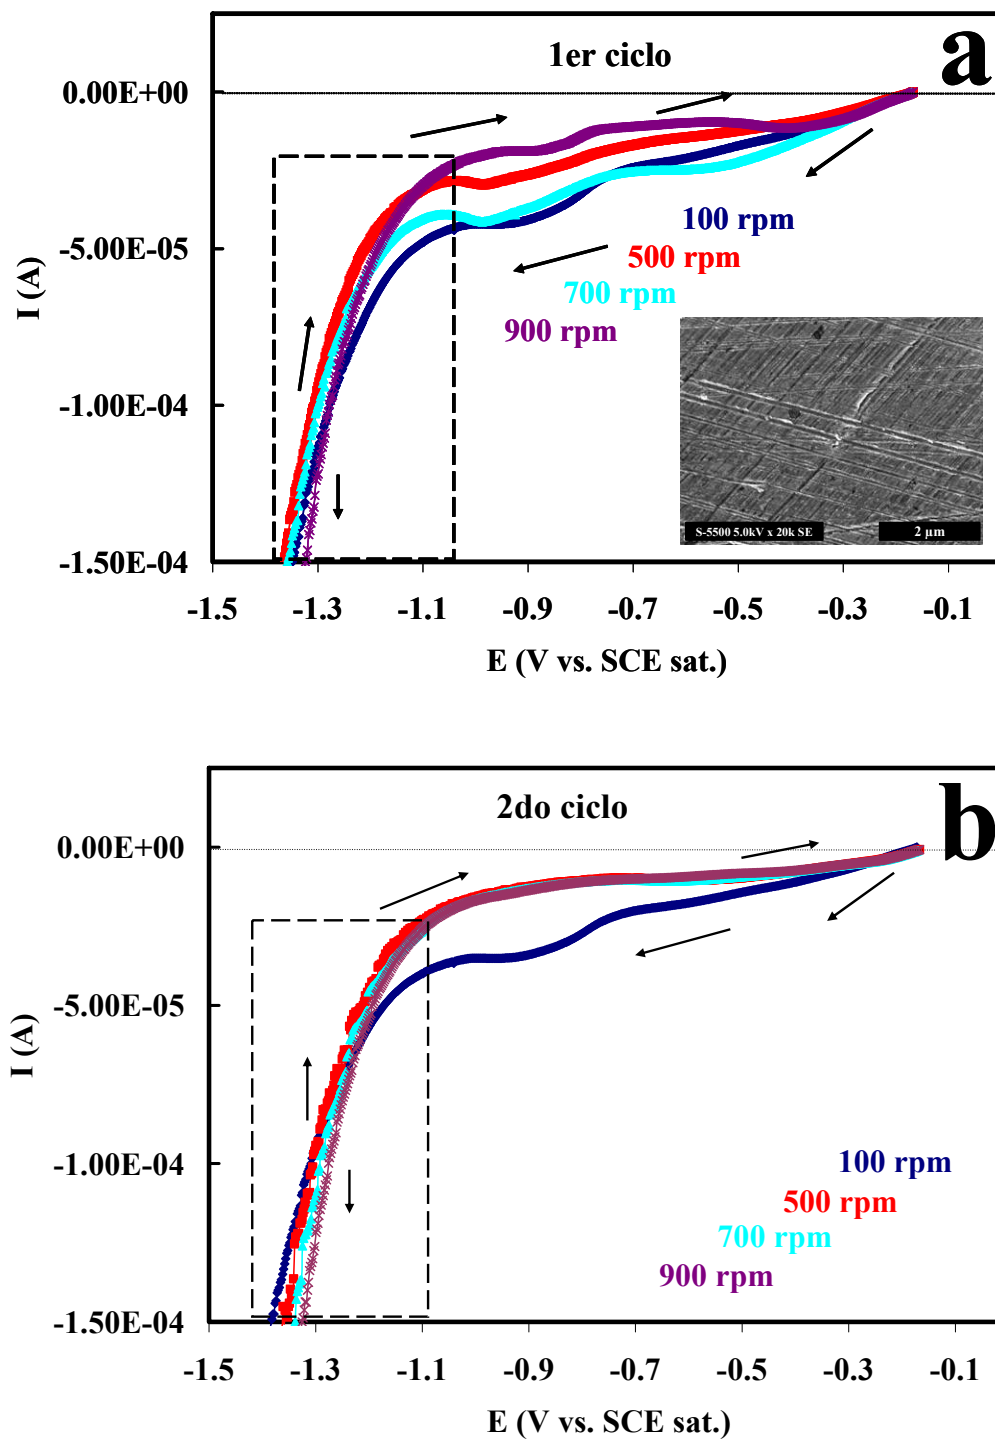 a
1er ciclo
0.00E+00
-5.00E-05
-1.00E-04
-1.50E-04
I (A)
100 rpm
500 rpm
700 rpm
900 rpm
S-5500 5.0kV x 20k SE
2 µm
-1.5 -1.3 -1.1 -0.9 -0.7 -0.5 -0.3 -0.1
E (V vs. SCE sat.)
b
2do ciclo
0.00E+00
-5.00E-05
-1.00E-04
-1.50E-04
I (A)
100 rpm
500 rpm
700 rpm
900 rpm
-1.5 -1.3 -1.1 -0.9 -0.7 -0.5 -0.3 -0.1
E (V vs. SCE sat.)